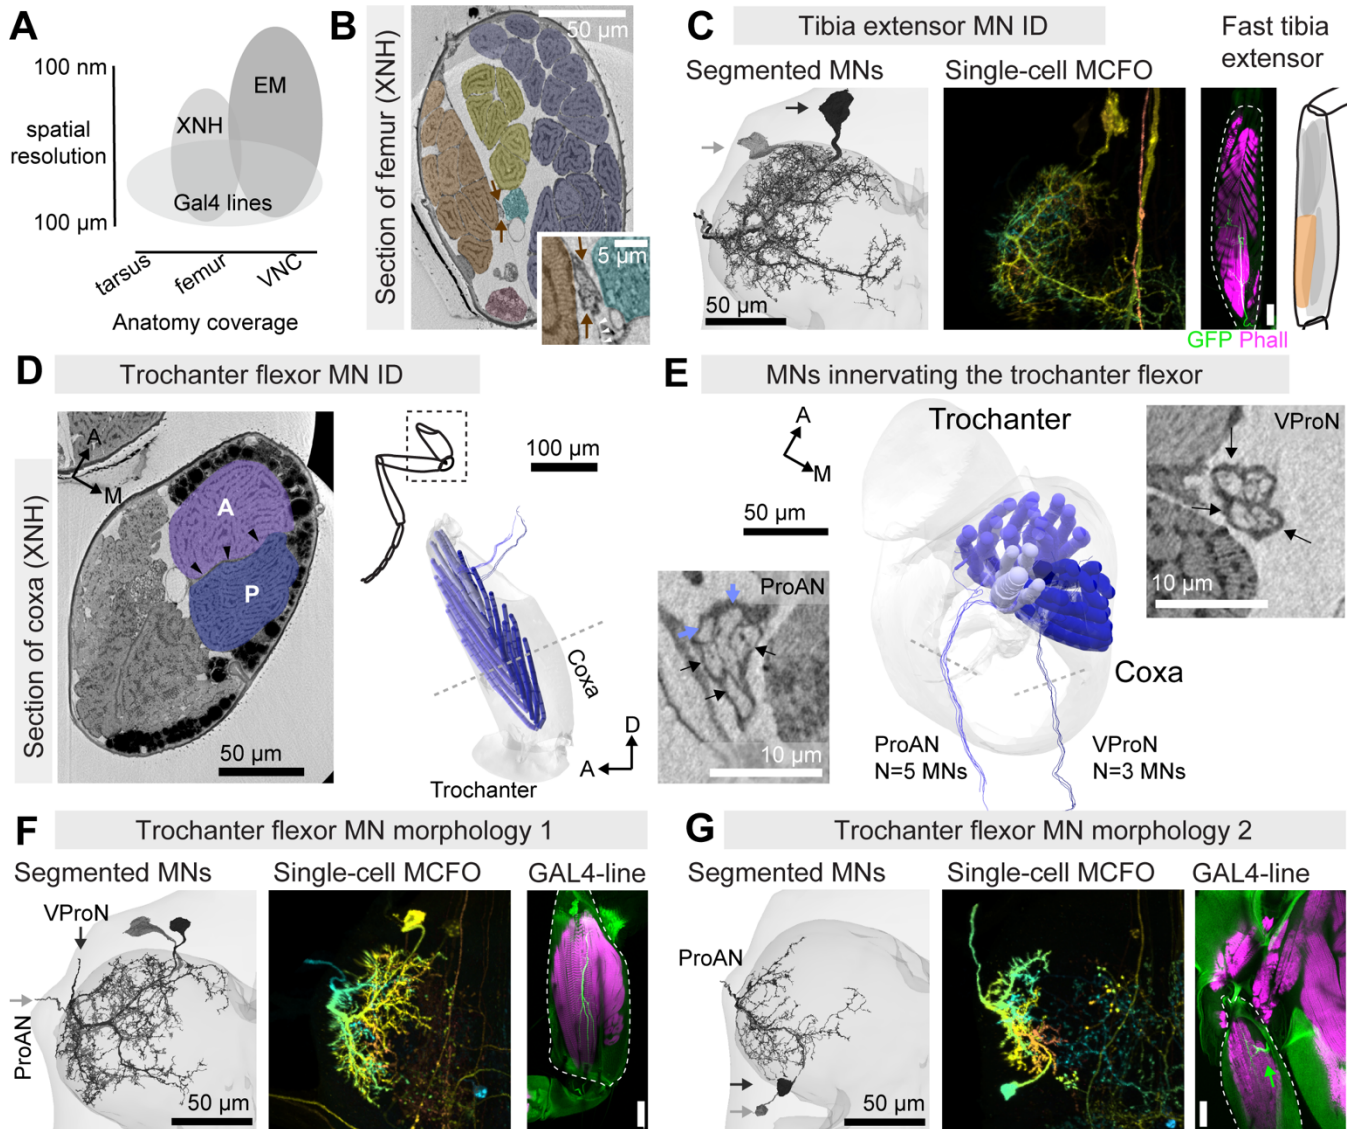 A
100 nm
EM
XNH
spatial
resolution
Gal4 lines
100 µm
tarsus
femur
VNC
Anatomy coverage
B
Section of femur (XNH)
50 µm
5 µm
C
Tibia extensor MN ID
Segmented MNs
Single-cell MCFO
Fast tibia
extensor
50 µm
GFP Phall
D
Trochanter flexor MN ID
Section of coxa (XNH)
A
M
A
P
50 µm
100 µm
Coxa
D
A
Trochanter
E
MNs innervating the trochanter flexor
A
M
50 µm
Trochanter
VProN
10 µm
ProAN
10 µm
Coxa
ProAN
N=5 MNs
VProN
N=3 MNs
F
Trochanter flexor MN morphology 1
Segmented MNs
Single-cell MCFO
GAL4-line
VProN
ProAN
50 µm
G
Trochanter flexor MN morphology 2
Segmented MNs
Single-cell MCFO
GAL4-line
ProAN
50 µm